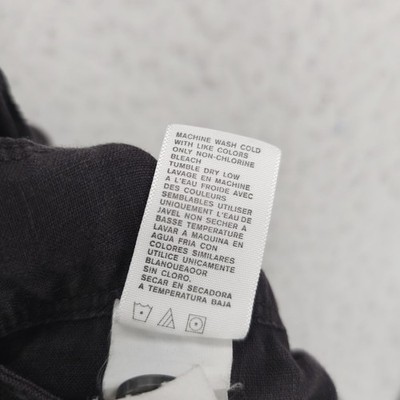 MACHINE WASH COLD
WITH LIKE COLORS
ONLY NON-CHLORINE
BLEACH
TUMBLE DRY LOW
LAVAGE EN MACHINE
A L'EAU FROIDE AVEC
DES COULEURS
SEMBLABLES UTILISER
UNIQUEMENT L'EAU DE
JAVEL NON SECHER A
BASSE TEMPERATURE
LAVAR A MAQUINA EN
AGUA FRIA CON
COLORES SIMILARES
UTILICE UNICAMENTE
BLANQUEAOOR
SIN CLORO.
SECAR EN SECADORA
A TEMPERATURA BAJA